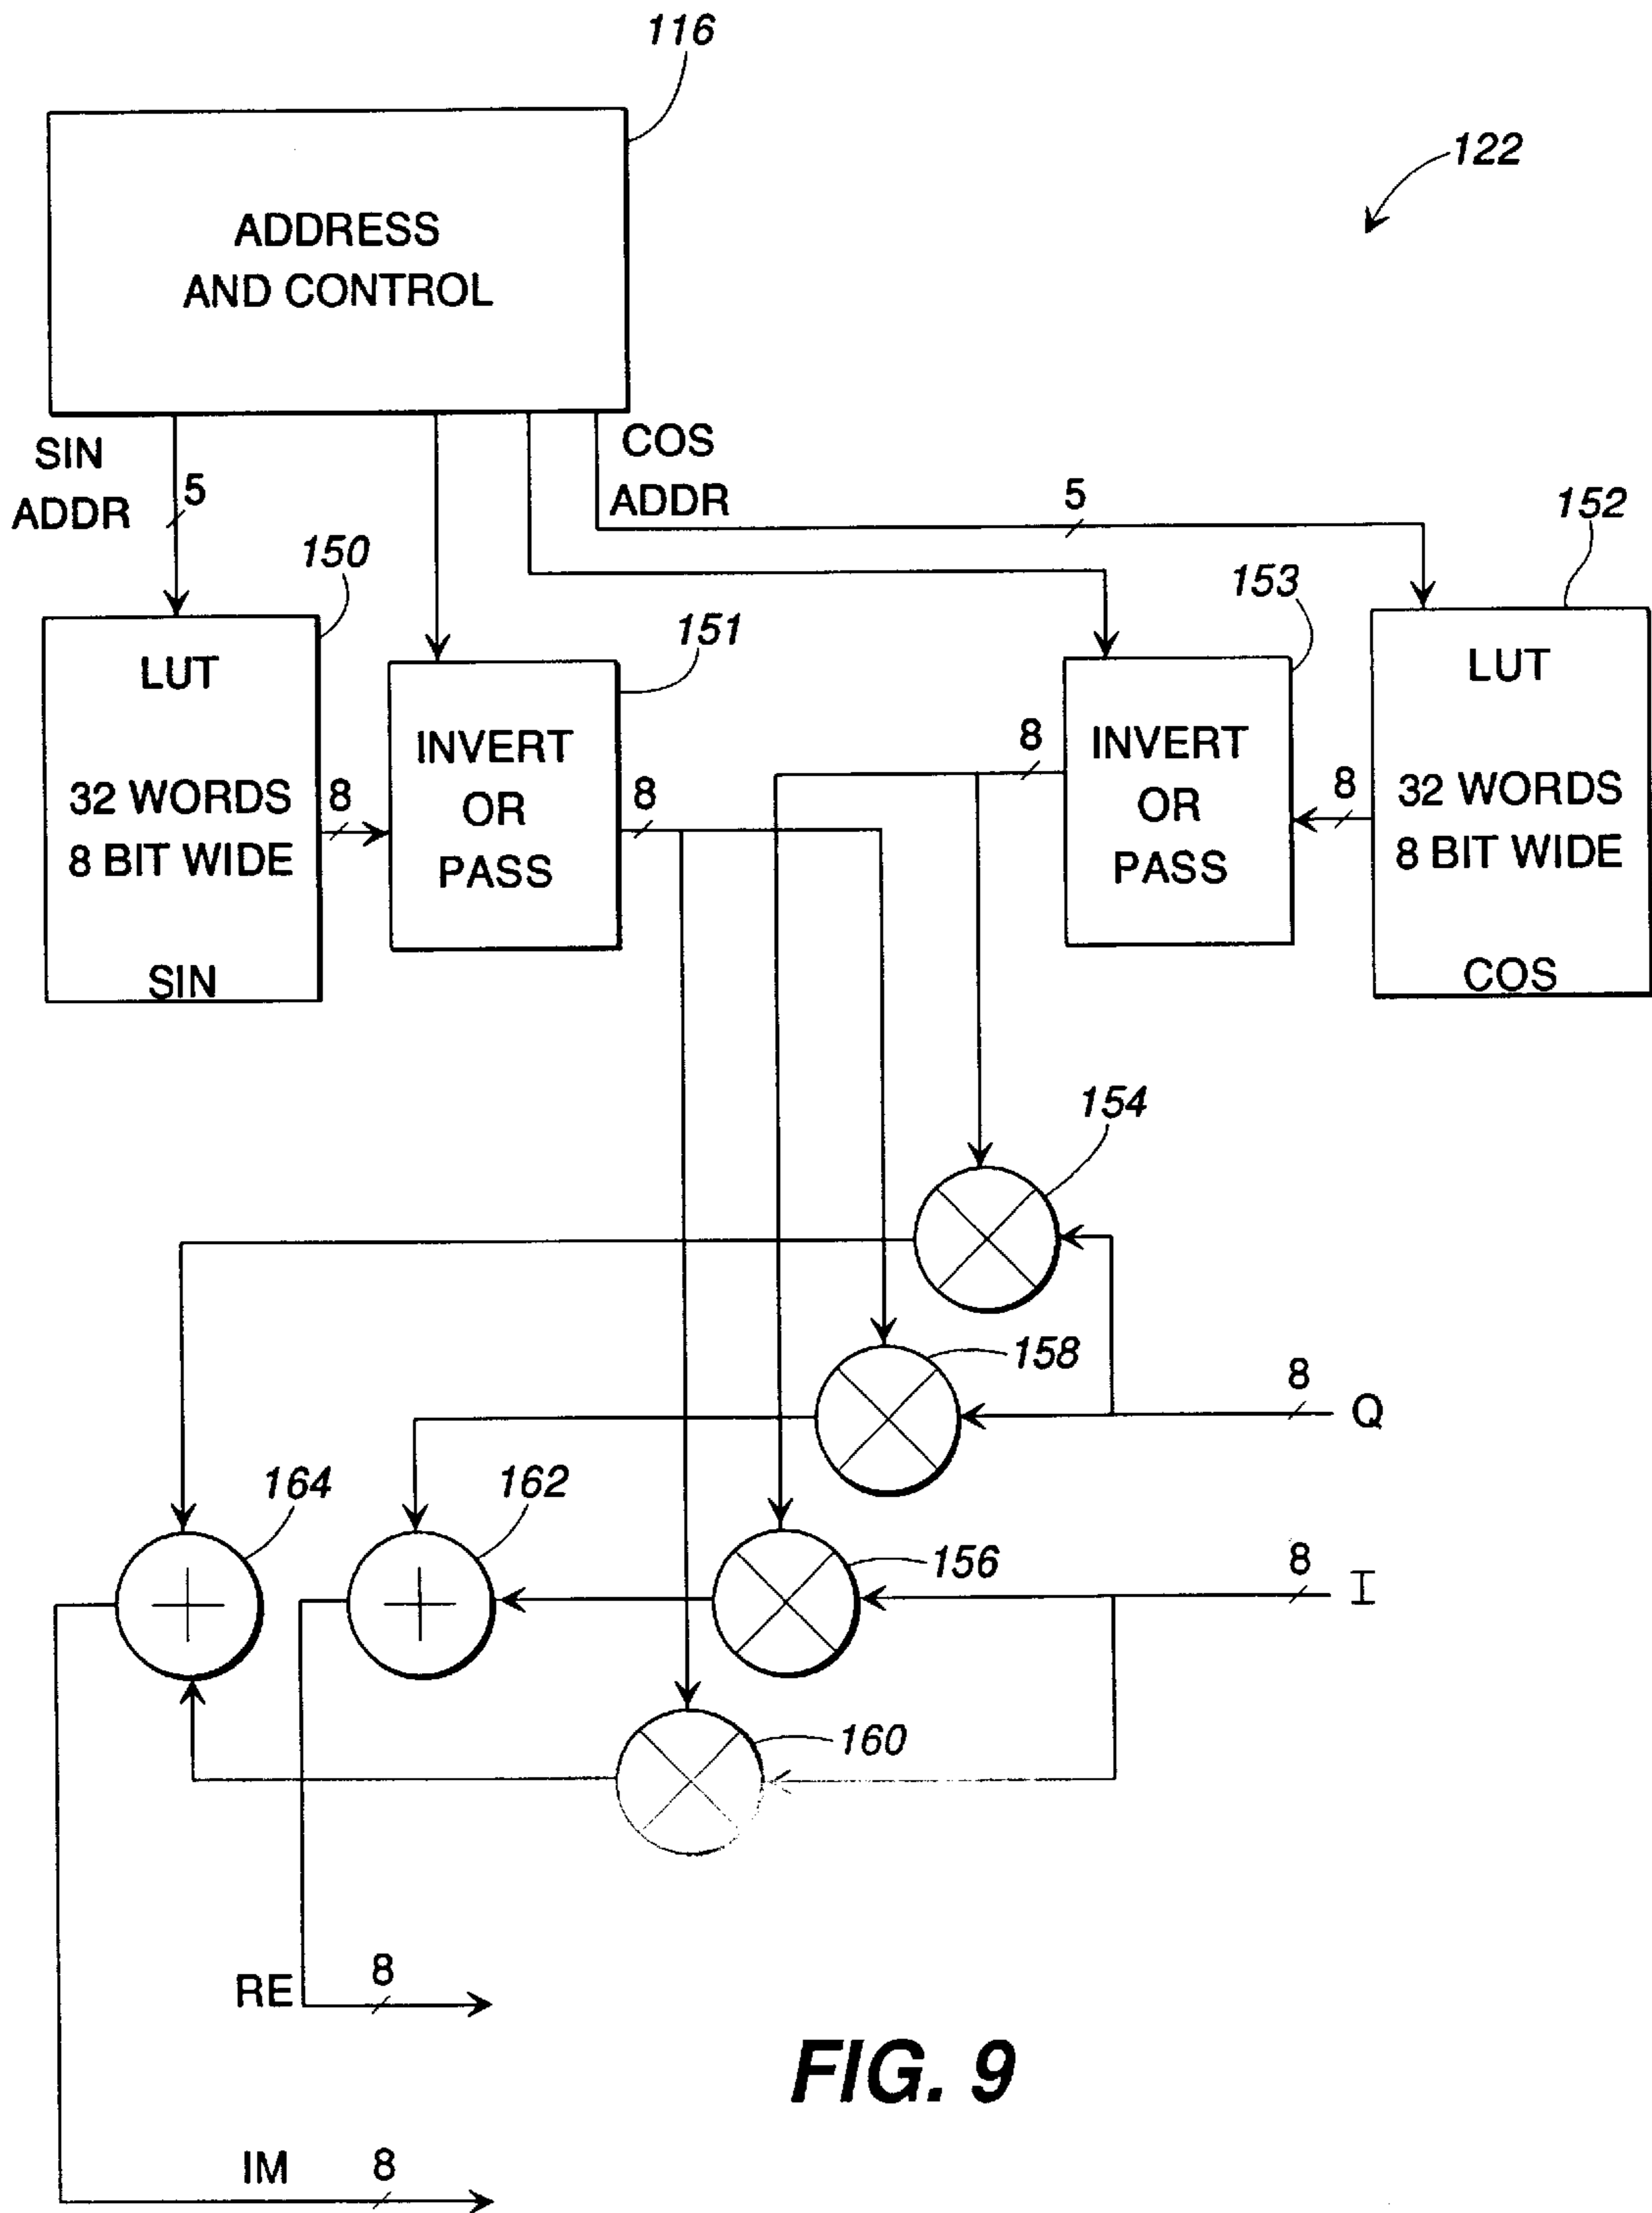 116
122
ADDRESS
AND CONTROL
SIN
ADDR
5
COS
ADDR
5
152
150
153
151
LUT
32 WORDS
8 BIT WIDE
SIN
8
INVERT
OR
PASS
8
8
INVERT
OR
PASS
8
LUT
32 WORDS
8 BIT WIDE
COS
154
158
8
Q
164
162
156
8
I
160
RE
8
FIG. 9
IM
8